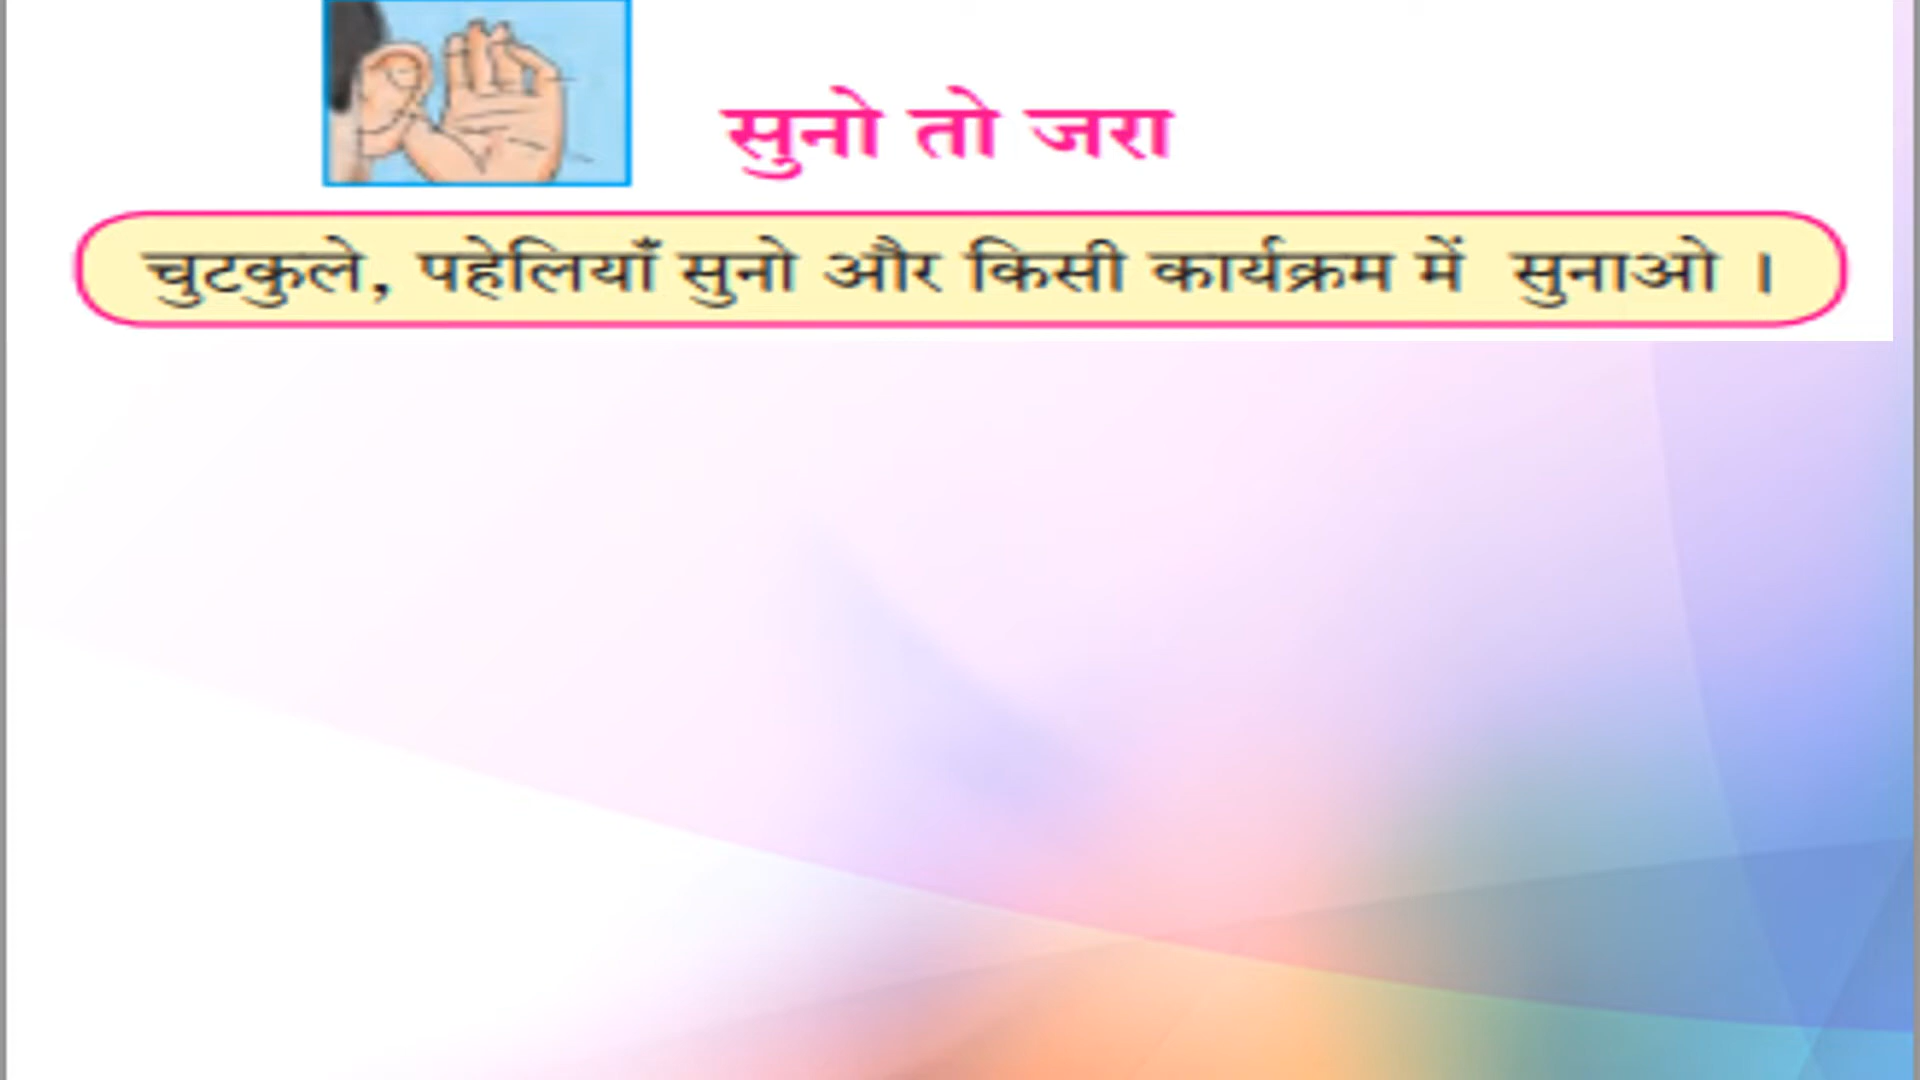 सुनो तो जरा
चुटकुले, पहेलियाँ सुनो और किसी कार्यक्रम में सुनाओ ।